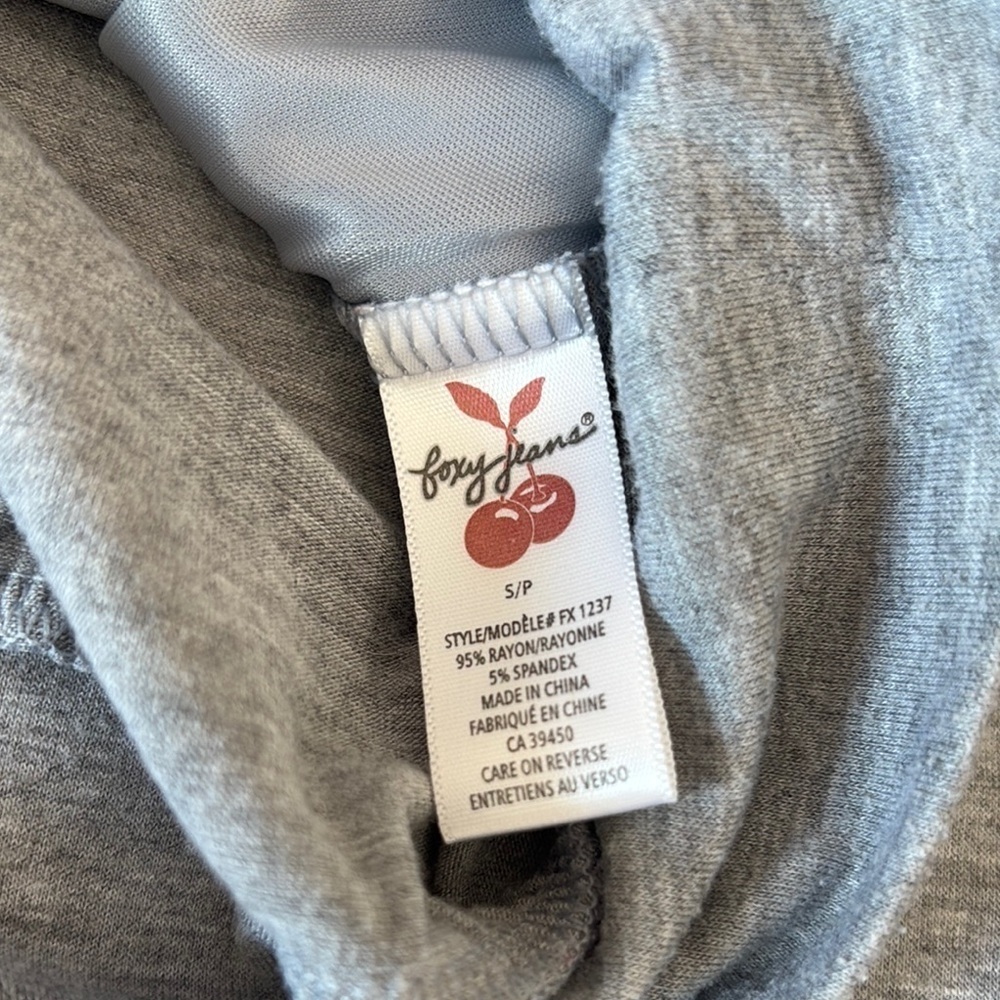 foxy jeans®
S/P
STYLE/MODÈLE# FX 1237
95% RAYON/RAYONNE
5% SPANDEX
MADE IN CHINA
FABRIQUÉ EN CHINE
CA 39450
CARE ON REVERSE
ENTRETIENS AU VERSO